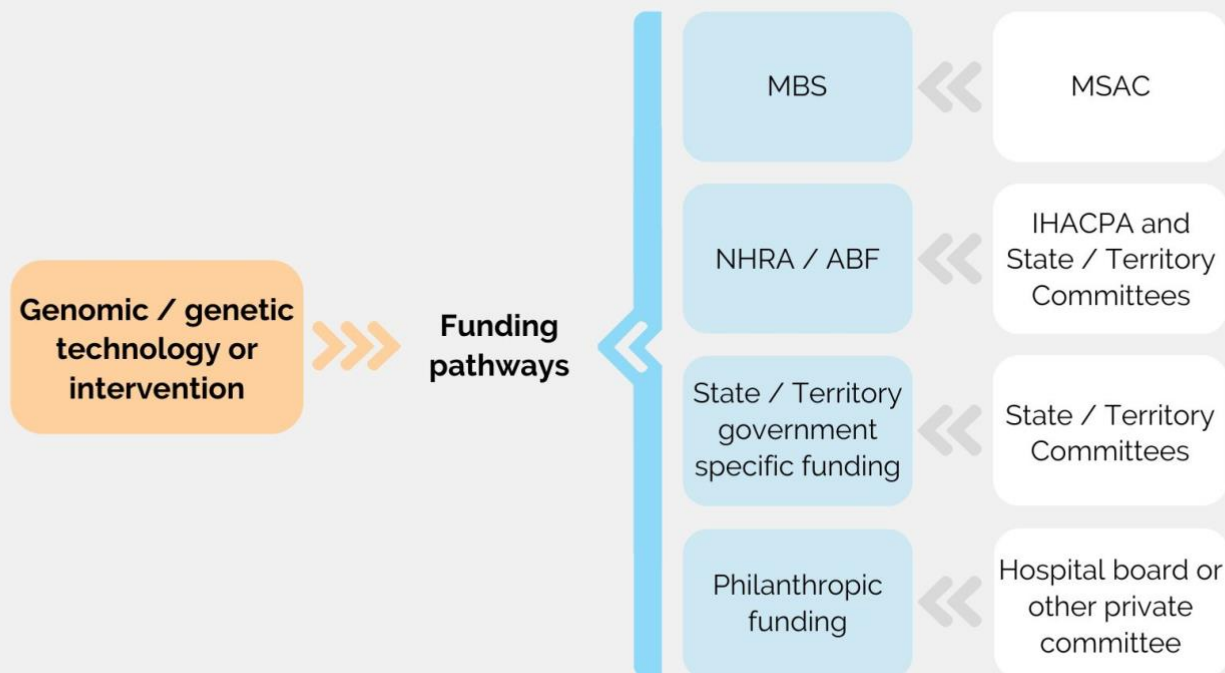 Genomic / genetic
technology or
intervention
Funding
pathways
MBS
MSAC
NHRA / ABF
IHACPA and
State / Territory
Committees
State / Territory
government
specific funding
State / Territory
Committees
Philanthropic
funding
Hospital board or
other private
committee